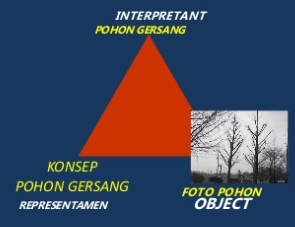 INTERPRETANT
POHON GERSANG
KONSEP
POHON GERSANG
REPRESENTAMEN
FOTO POHON
OBJECT